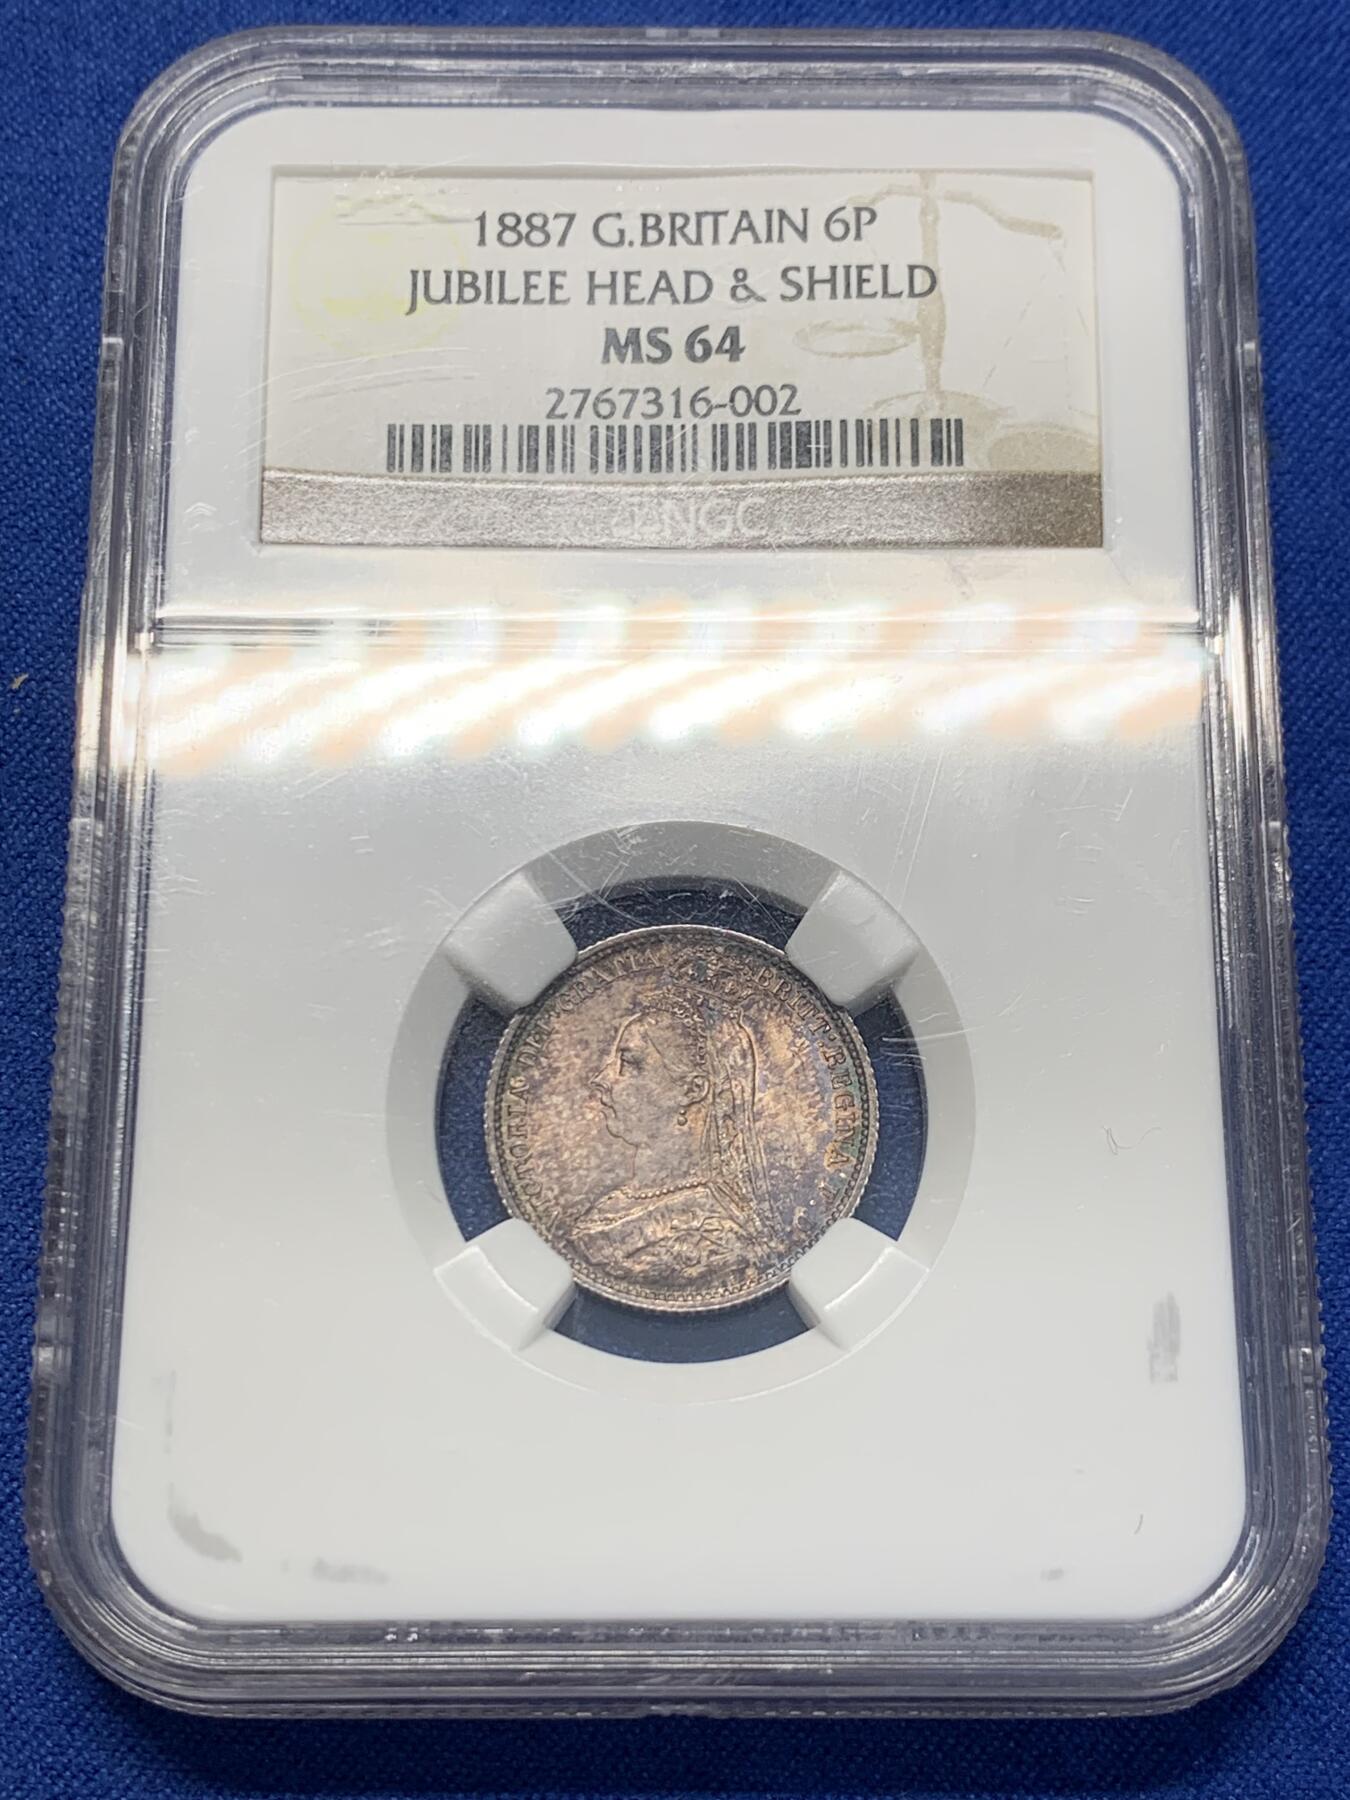 1887 G.BRITAIN 6P
JUBILEE HEAD & SHIELD
MS 64
2767316-002
NGC
VICTORIA DEI GRATIA BRITT: REGINA F: